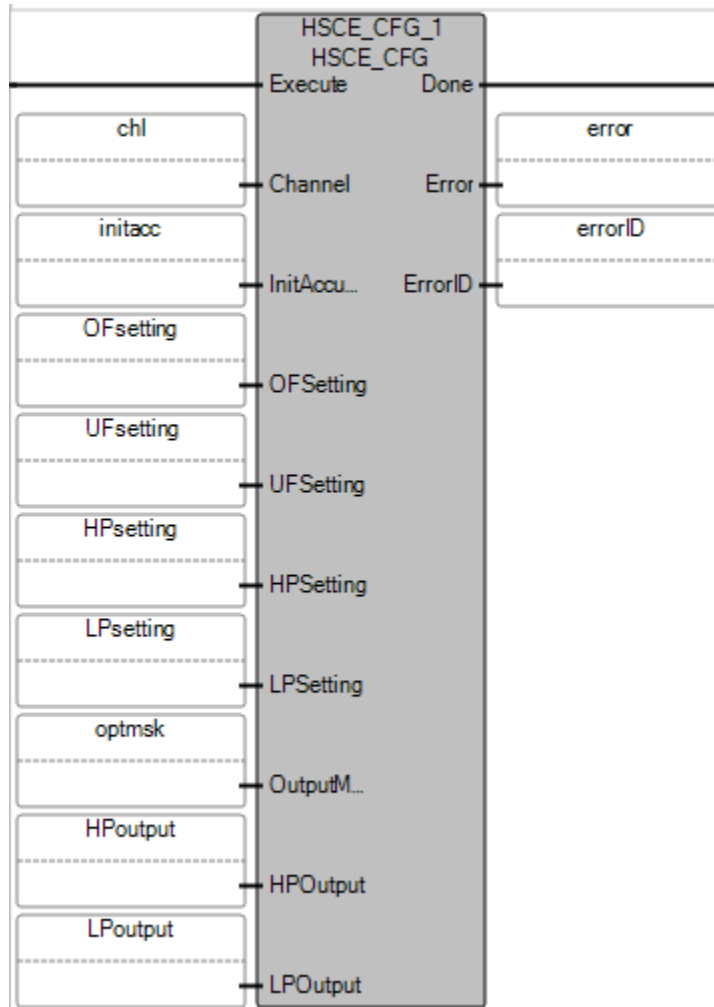 HSCE_CFG_1
HSCE_CFG
Execute Done
chl
error
Channel Error
initacc
errorID
InitAccu... ErrorID
OFsetting
OFSetting
UFsetting
UFSetting
HPsetting
HPSetting
LPsetting
LPSetting
optmsk
OutputM...
HPoutput
HPOutput
LPoutput
LPOutput